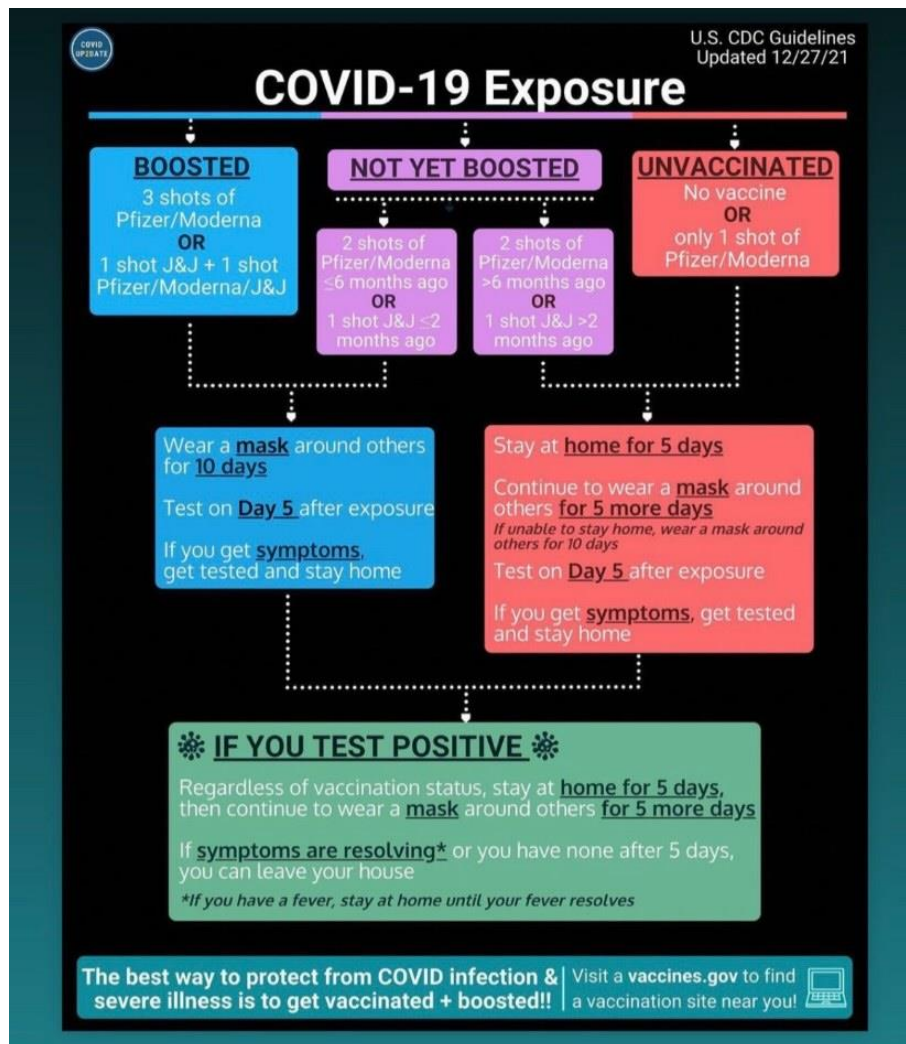 COVID
UP2DATE
U.S. CDC Guidelines
Updated 12/27/21
COVID-19 Exposure
BOOSTED
3 shots of
Pfizer/Moderna
OR
1 shot J&J + 1 shot
Pfizer/Moderna/J&J
NOT YET BOOSTED
2 shots of
Pfizer/Moderna
≤6 months ago
OR
1 shot J&J ≤2
months ago
2 shots of
Pfizer/Moderna
>6 months ago
OR
1 shot J&J >2
months ago
UNVACCINATED
No vaccine
OR
only 1 shot of
Pfizer/Moderna
Wear a mask around others
for 10 days
Test on Day 5 after exposure
If you get symptoms,
get tested and stay home
Stay at home for 5 days
Continue to wear a mask around
others for 5 more days
If unable to stay home, wear a mask around
others for 10 days
Test on Day 5 after exposure
If you get symptoms, get tested
and stay home
IF YOU TEST POSITIVE
Regardless of vaccination status, stay at home for 5 days,
then continue to wear a mask around others for 5 more days
If symptoms are resolving* or you have none after 5 days,
you can leave your house
*If you have a fever, stay at home until your fever resolves
The best way to protect from COVID infection &
severe illness is to get vaccinated + boosted!!
Visit a vaccines.gov to find
a vaccination site near you!